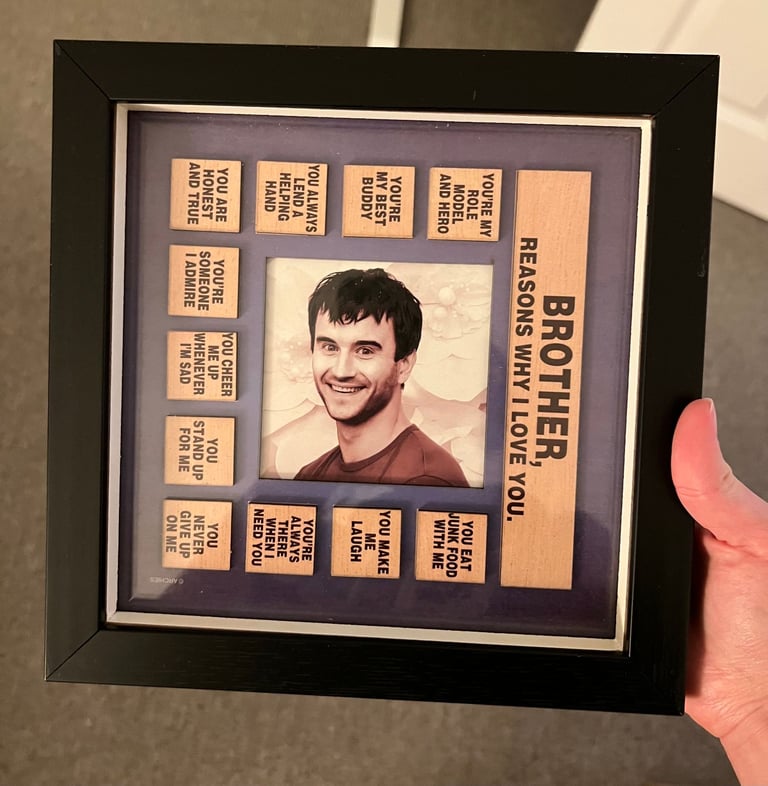 BROTHER,
REASONS WHY I LOVE YOU.
YOU'RE MY
ROLE
MODEL
AND HERO
YOU EAT
JUNK FOOD
WITH ME
YOU'RE
MY BEST
BUDDY
YOU MAKE
ME
LAUGH
YOU ALWAYS
LEND A
HELPING
HAND
YOU'RE
ALWAYS
THERE
WHEN I
NEED YOU
YOU ARE
HONEST
AND TRUE
YOU'RE
SOMEONE
I ADMIRE
YOU CHEER
ME UP
WHENEVER
I'M SAD
YOU
STAND UP
FOR ME
YOU
NEVER
GIVE UP
ON ME
© ARCHIES